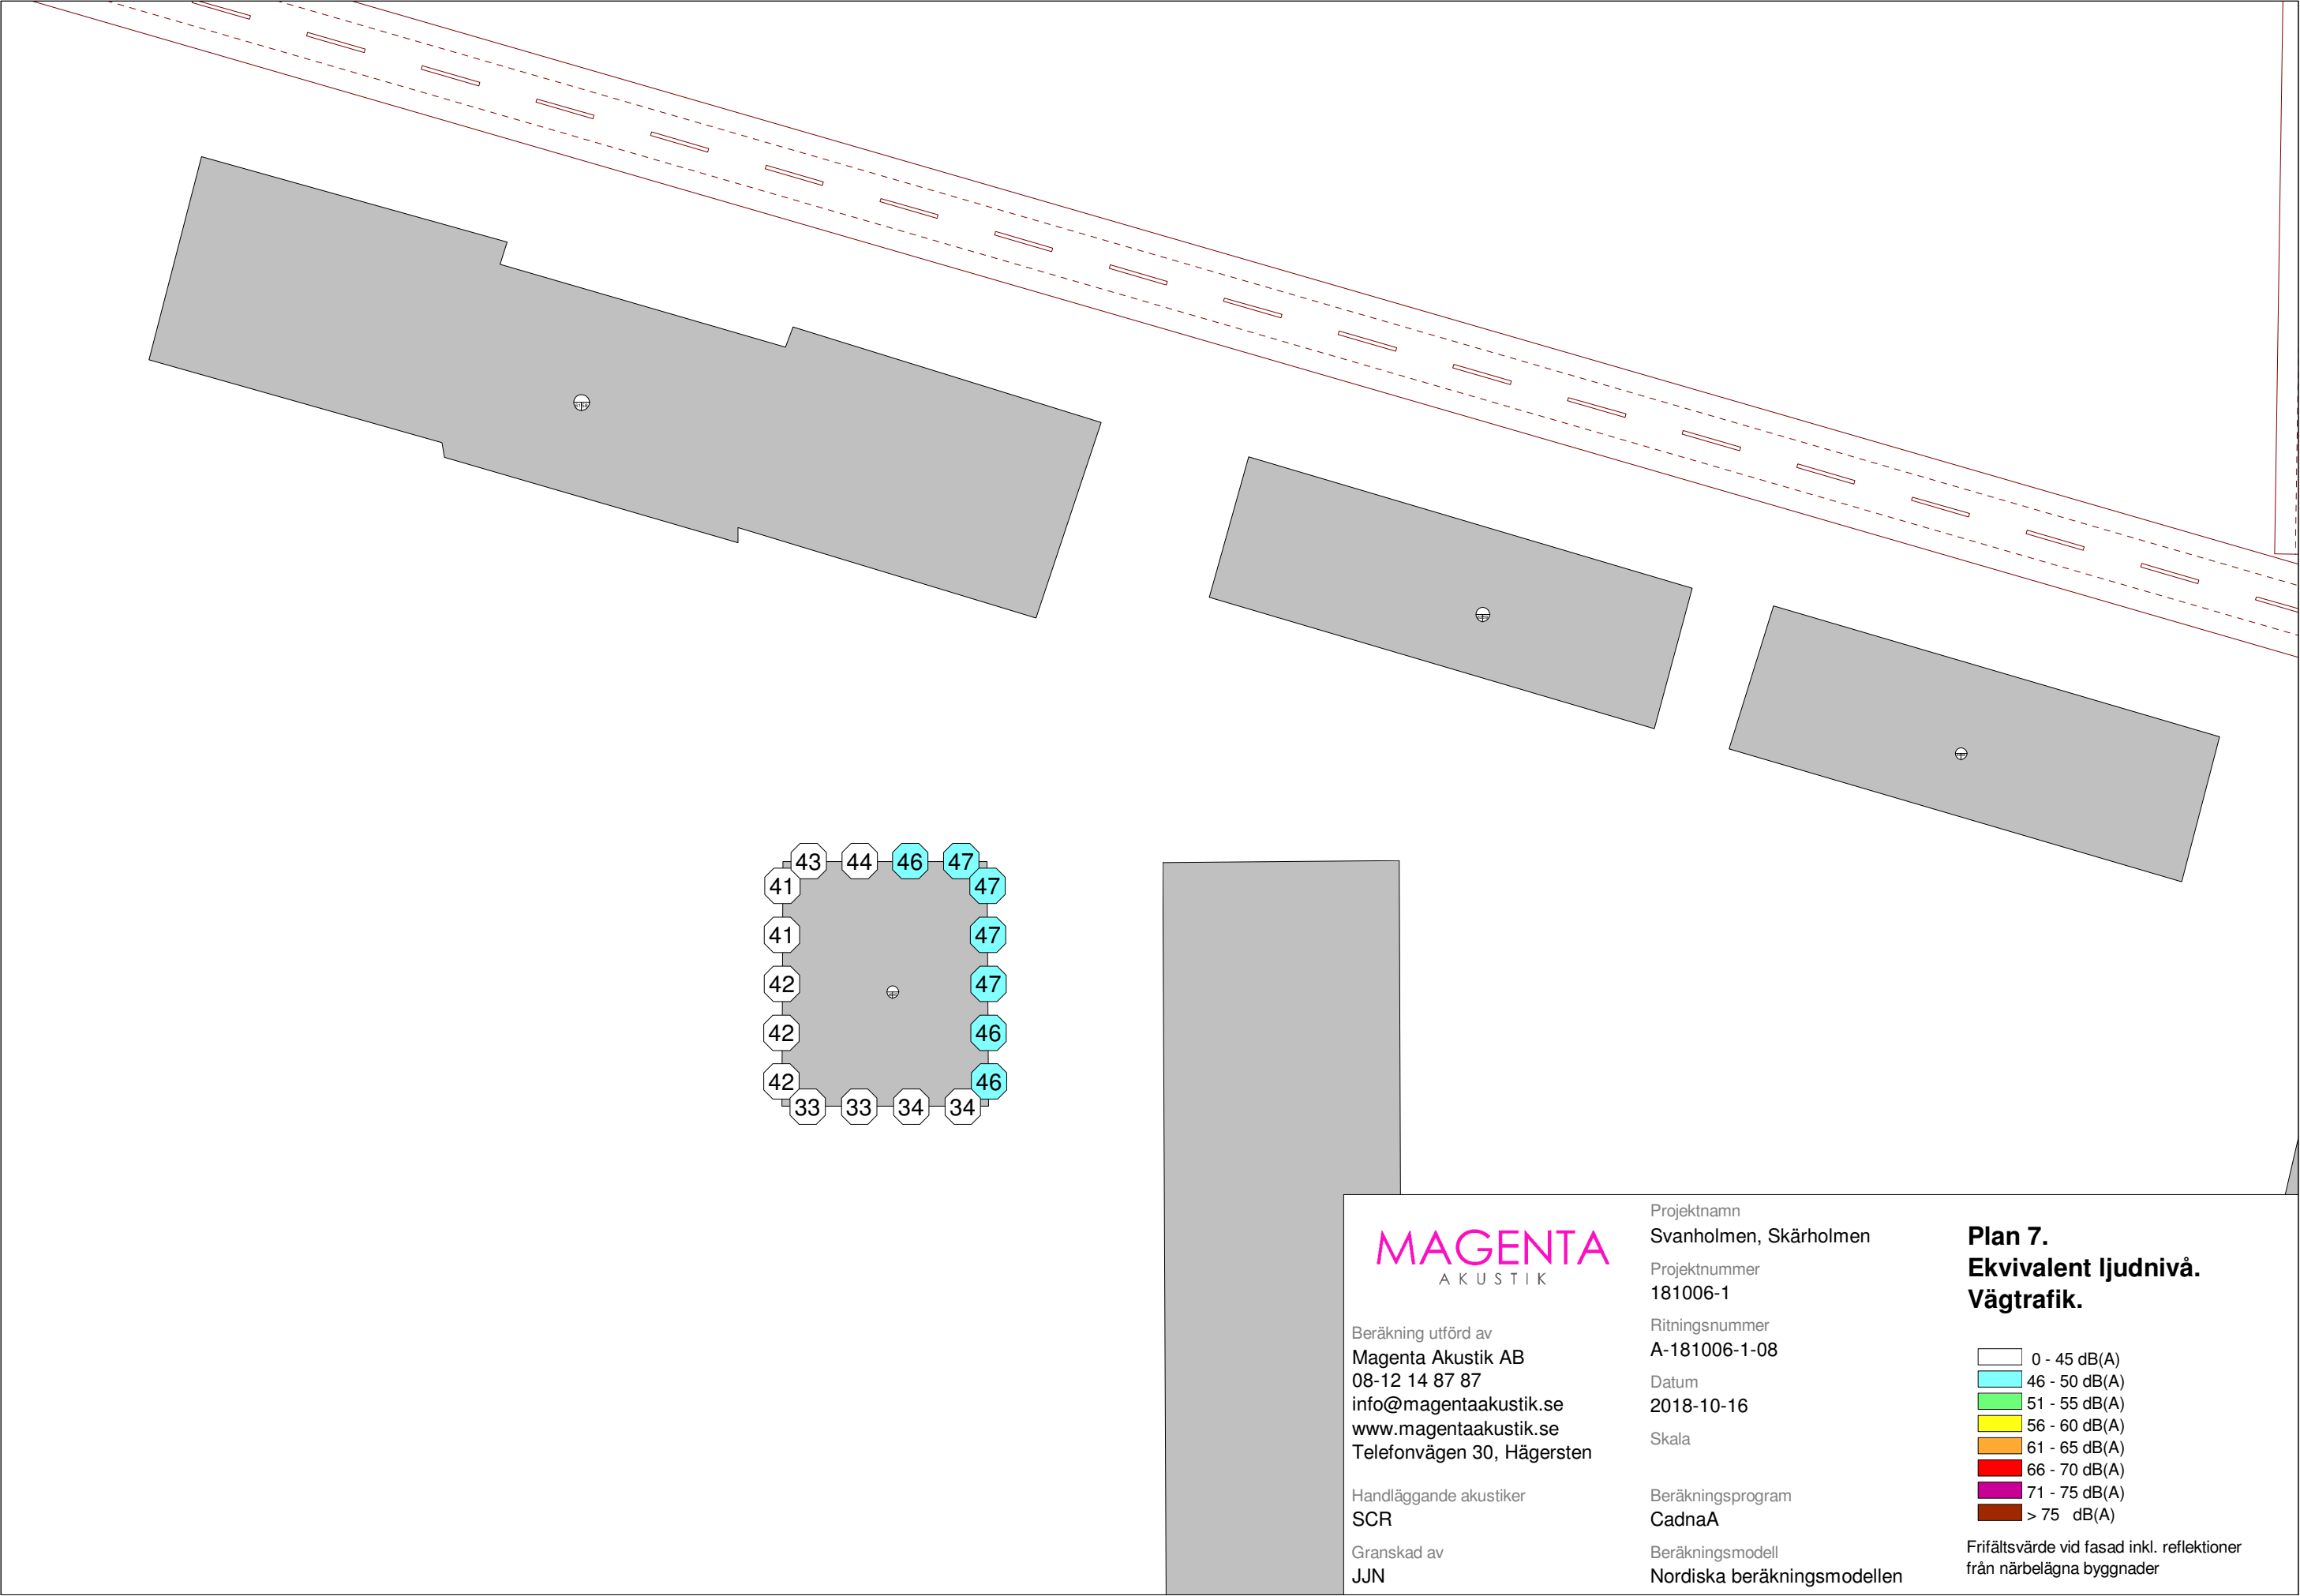 43 44 46 47
41 47
41 47
42 47
42 46
42 46
33 33 34 34
MAGENTA
AKUSTIK
Beräkning utförd av
Magenta Akustik AB
08-12 14 87 87
info@magentaakustik.se
www.magentaakustik.se
Telefonvägen 30, Hägersten
Handläggande akustiker
SCR
Granskad av
JJN
Projektnamn
Svanholmen, Skärholmen
Projektnummer
181006-1
Ritningsnummer
A-181006-1-08
Datum
2018-10-16
Skala
Beräkningsprogram
CadnaA
Beräkningsmodell
Nordiska beräkningsmodellen
Plan 7.
Ekvivalent ljudnivå.
Vägtrafik.
0 - 45 dB(A)
46 - 50 dB(A)
51 - 55 dB(A)
56 - 60 dB(A)
61 - 65 dB(A)
66 - 70 dB(A)
71 - 75 dB(A)
> 75 dB(A)
Frifältsvärde vid fasad inkl. reflektioner
från närbelägna byggnader